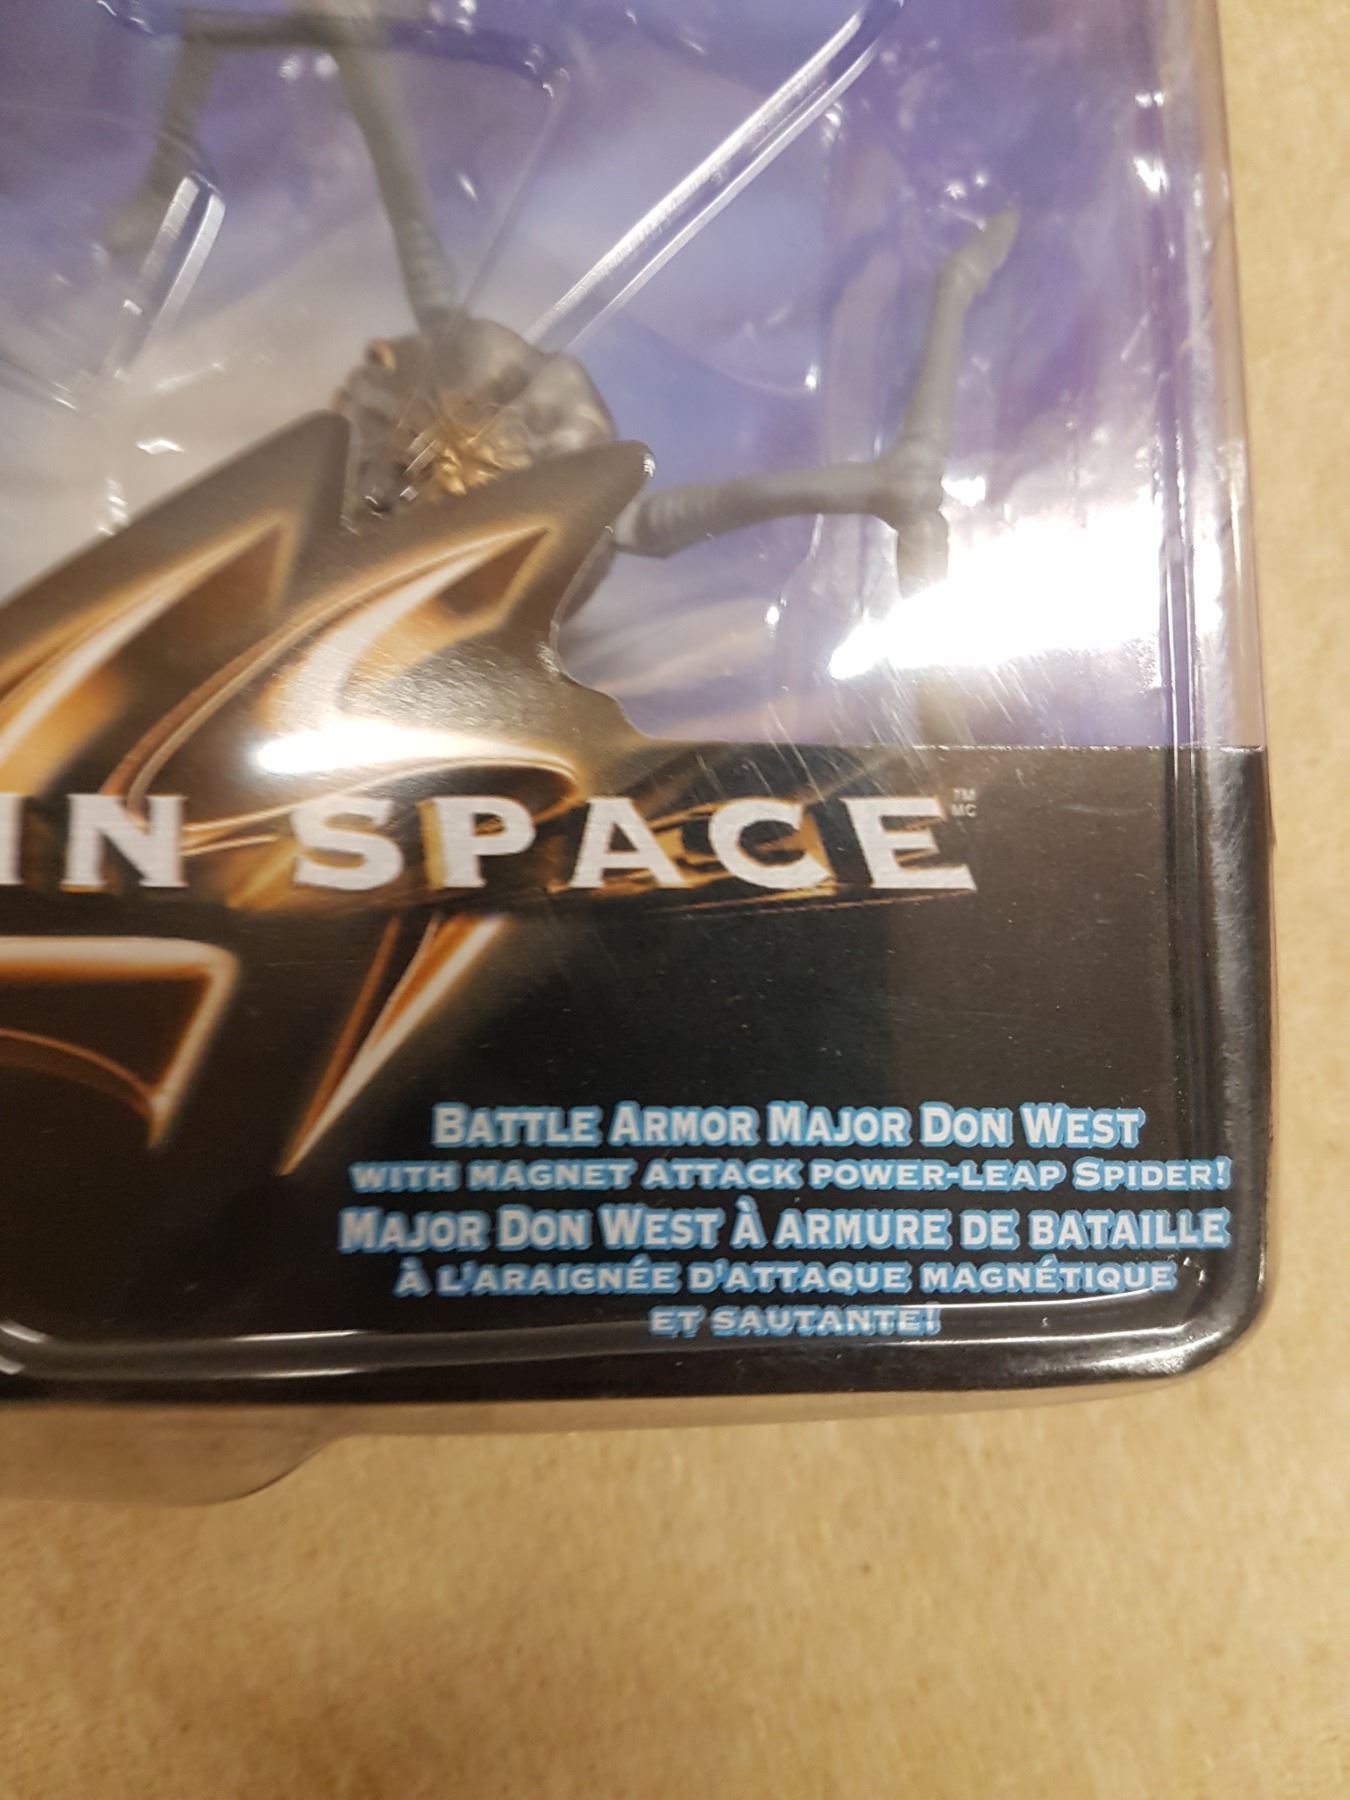 IN SPACE
TM
MC
BATTLE ARMOR MAJOR DON WEST
WITH MAGNET ATTACK POWER-LEAP SPIDER!
MAJOR DON WEST À ARMURE DE BATAILLE
À L'ARAIGNÉE D'ATTAQUE MAGNÉTIQUE
ET SAUTANTE!